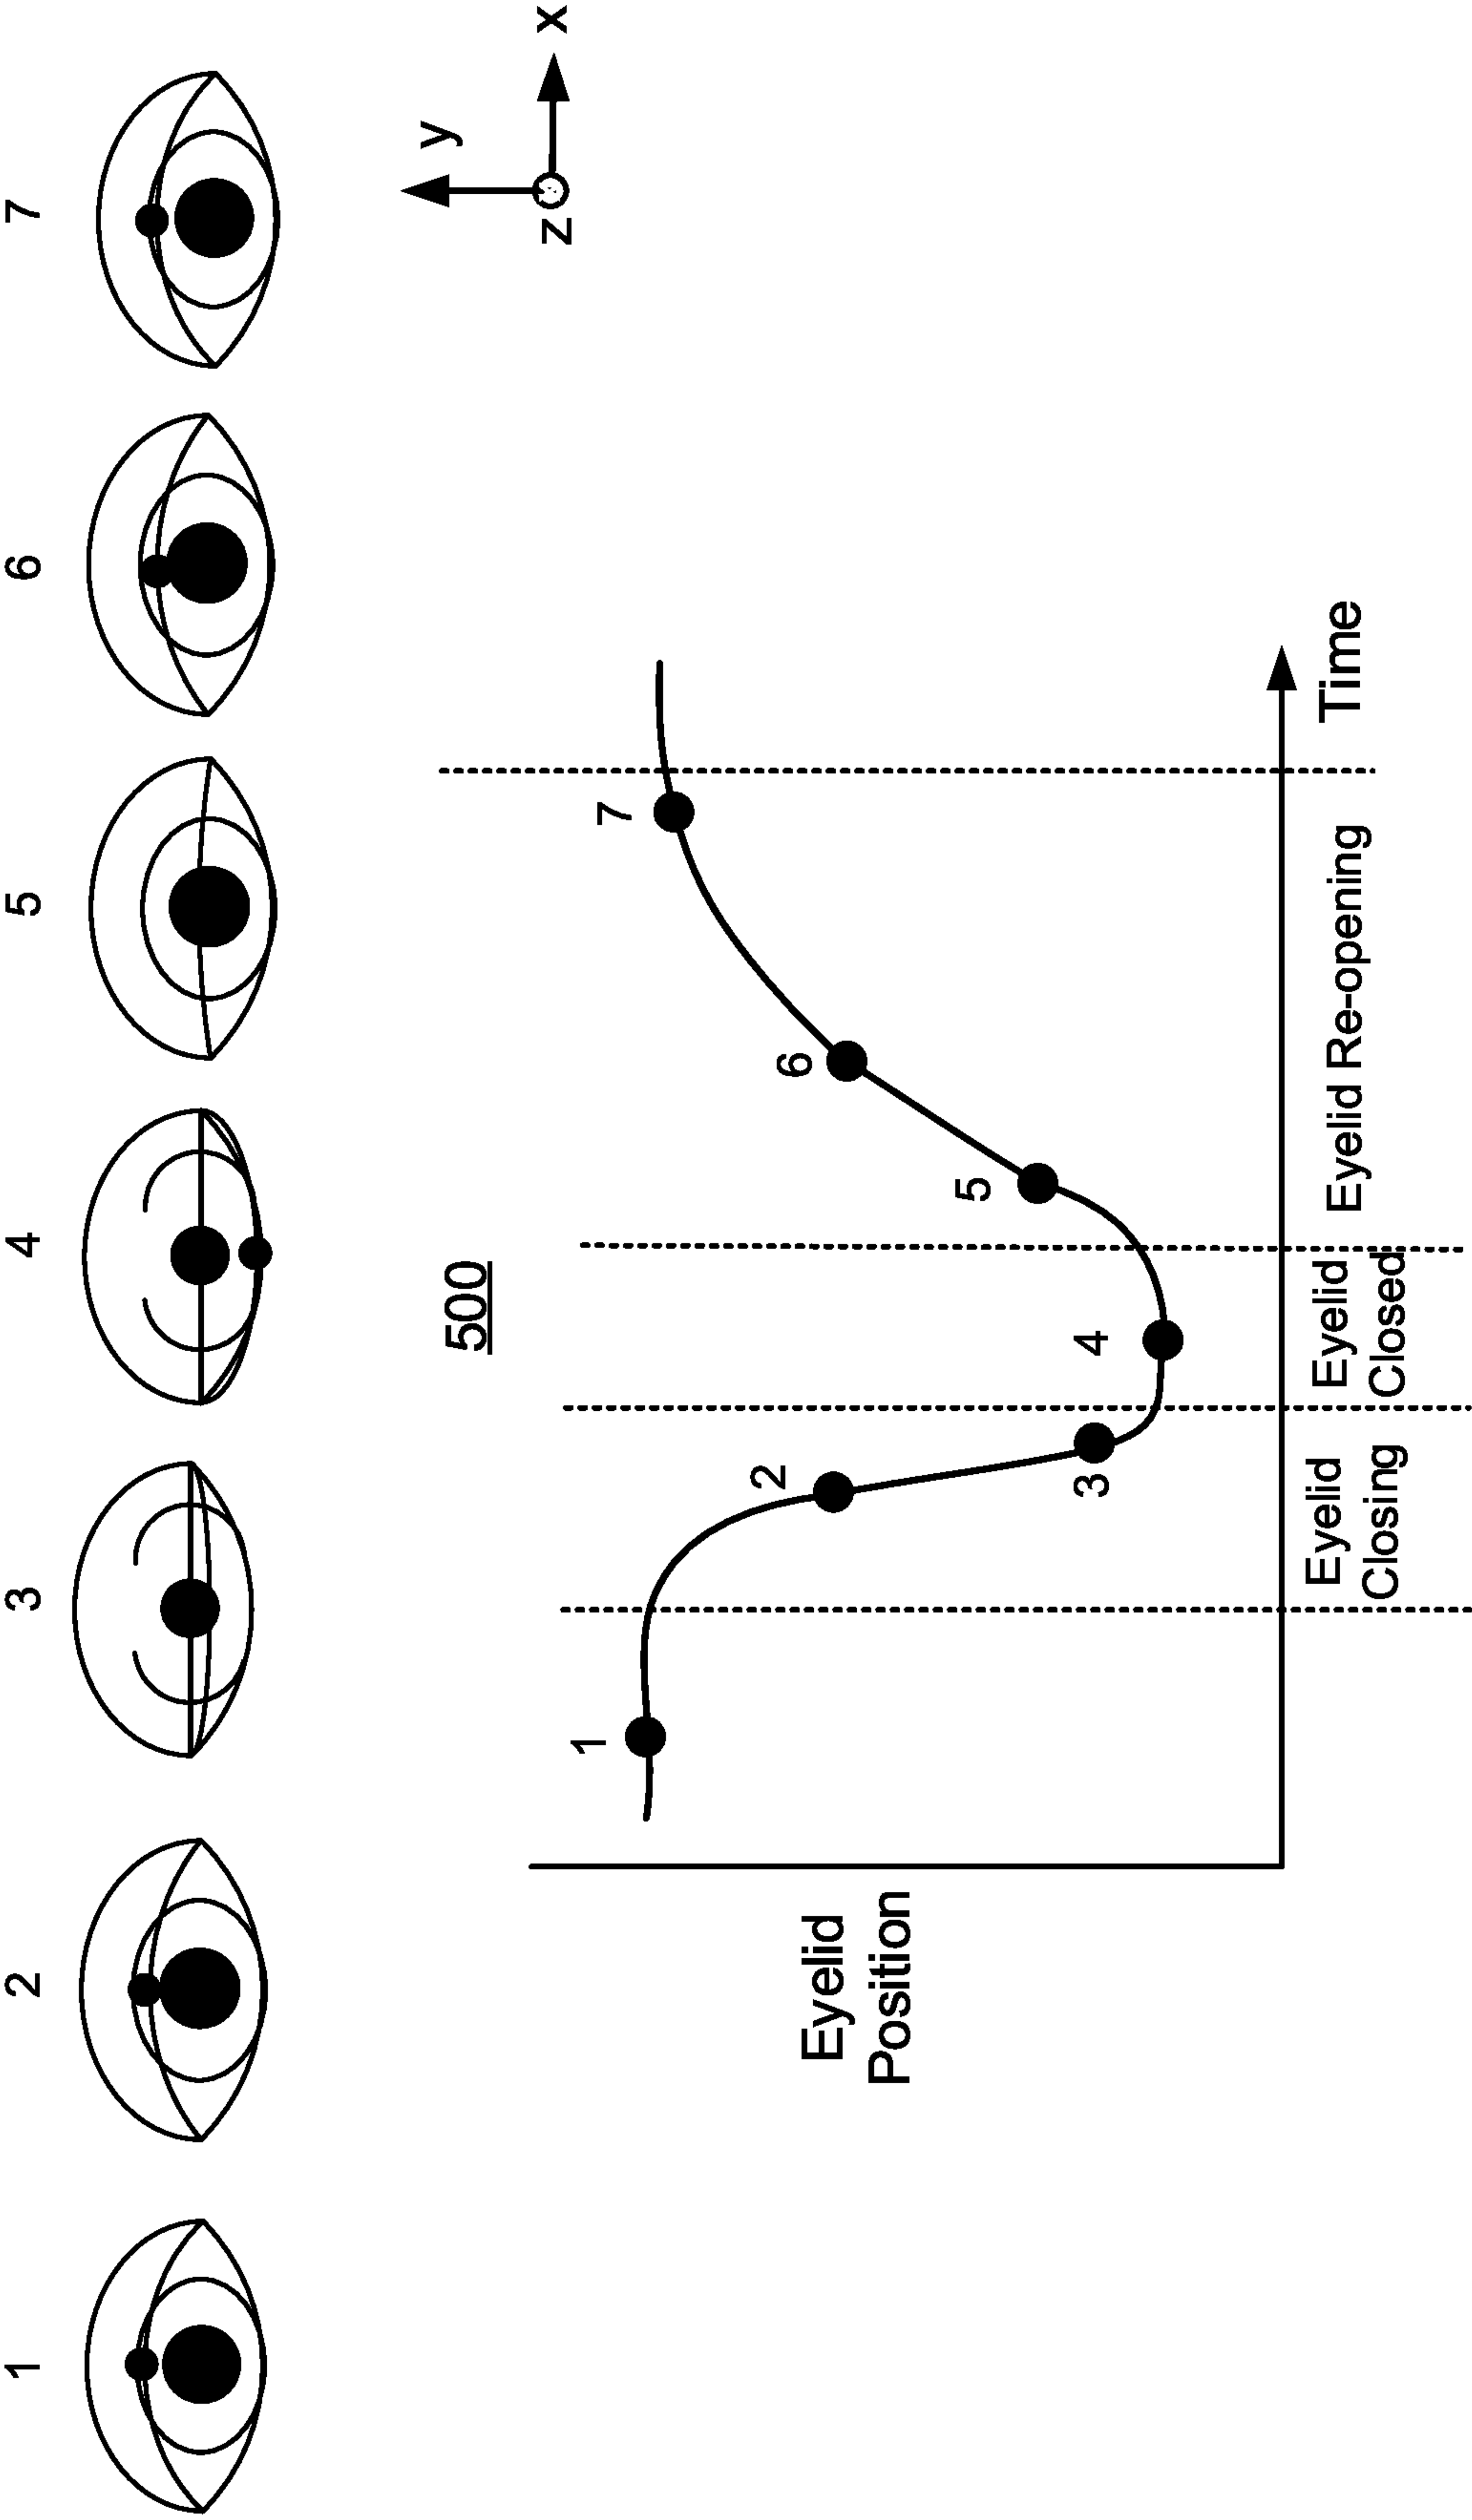 1 2 3 4 5 6 7
y
x
z
500
1
2
3
4
5
6
7
Eyelid
Position
Eyelid
Closing
Eyelid
Closed
Eyelid Re-opening
Time